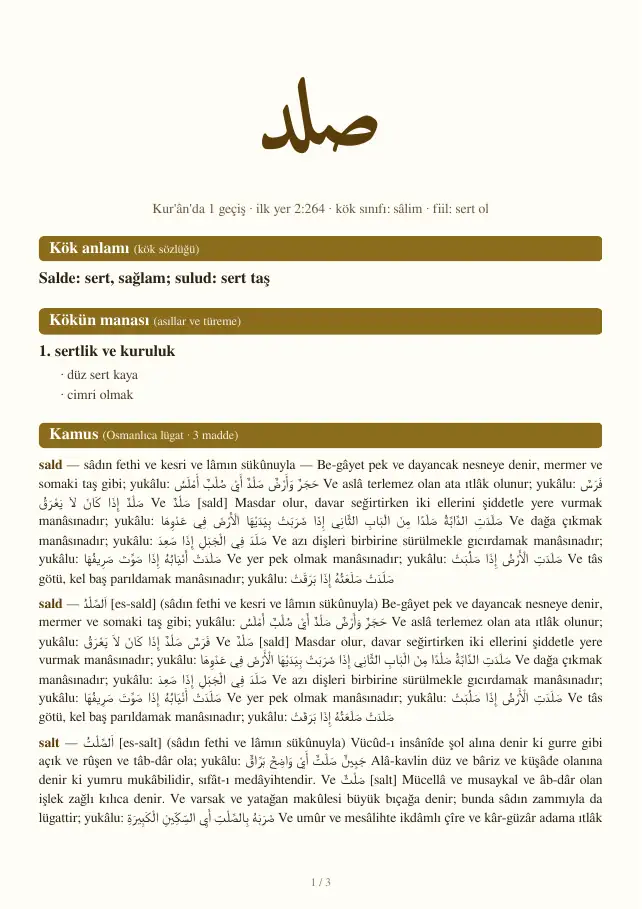 صلد
Kur'ân'da 1 geçiş · ilk yer 2:264 · kök sınıfı: sâlim · fiil: sert ol
Kök anlamı (kök sözlüğü)
Salde: sert, sağlam; sulud: sert taş
Kökün manası (asıllar ve türeme)
1. sertlik ve kuruluk
· düz sert kaya
· cimri olmak
Kamus (Osmanlıca lügat · 3 madde)
sald — sâdın fethi ve kesri ve lâmın sükûnuyla — Be-gâyet pek ve dayancak nesneye denir, mermer ve
somaki taş gibi; yukâlu: حَجَرٌ وَأَرْضٌ صَلْدٌ أَيْ صُلْبٌ أَمْلَسُ Ve aslâ terlemez olan ata ıtlâk olunur; yukâlu: فَرَسٌ
صَلْدٌ إِذَا كَانَ لاَ يَعْرَقُ Ve صَلْدٌ [sald] Masdar olur, davar seğirtirken iki ellerini şiddetle yere vurmak
manâsınadır; yukâlu: صَلَدَتِ الدَّابَّةُ صَلْدًا مِنَ الْبَابِ الثَّانِي إِذَا ضَرَبَتْ بِيَدَيْهَا الْأَرْضَ فِي عَدْوِهَا Ve dağa çıkmak
manâsınadır; yukâlu: صَلَدَ فِي الْجَبَلِ إِذَا صَعِدَ Ve azı dişleri birbirine sürülmekle gıcırdamak manâsınadır;
yukâlu: صَلَدَتْ أَنْيَابُهُ إِذَا صَوَّتَ صَرِيفُهَا Ve yer pek olmak manâsınadır; yukâlu: صَلَدَتِ الْأَرْضُ إِذَا صَلُبَتْ Ve tâs
götü, kel baş parıldamak manâsınadır; yukâlu: صَلَدَتْ صَلَعَتُهُ إِذَا بَرَقَتْ
sald — اَلصَّلْدُ [es-sald] (sâdın fethi ve kesri ve lâmın sükûnuyla) Be-gâyet pek ve dayancak nesneye denir,
mermer ve somaki taş gibi; yukâlu: حَجَرٌ وَأَرْضٌ صَلْدٌ أَيْ صُلْبٌ أَمْلَسُ Ve aslâ terlemez olan ata ıtlâk olunur;
yukâlu: فَرَسٌ صَلْدٌ إِذَا كَانَ لاَ يَعْرَقُ Ve صَلْدٌ [sald] Masdar olur, davar seğirtirken iki ellerini şiddetle yere
vurmak manâsınadır; yukâlu: صَلَدَتِ الدَّابَّةُ صَلْدًا مِنَ الْبَابِ الثَّانِي إِذَا ضَرَبَتْ بِيَدَيْهَا الْأَرْضَ فِي عَدْوِهَا Ve dağa çıkmak
manâsınadır; yukâlu: صَلَدَ فِي الْجَبَلِ إِذَا صَعِدَ Ve azı dişleri birbirine sürülmekle gıcırdamak manâsınadır;
yukâlu: صَلَدَتْ أَنْيَابُهُ إِذَا صَوَّتَ صَرِيفُهَا Ve yer pek olmak manâsınadır; yukâlu: صَلَدَتِ الْأَرْضُ إِذَا صَلُبَتْ Ve tâs
götü, kel baş parıldamak manâsınadır; yukâlu: صَلَدَتْ صَلَعَتُهُ إِذَا بَرَقَتْ
salt — اَلصَّلْتُ [es-salt] (sâdın fethi ve lâmın sükûnuyla) Vücûd-ı insânîde şol alına denir ki gurre gibi
açık ve rûşen ve tâb-dâr ola; yukâlu: جَبِينٌ صَلْتٌ أَيْ وَاضِحٌ بَرَّاقٌ Alâ-kavlin düz ve bâriz ve küşâde olanına
denir ki yumru mukâbilidir, sıfât-ı medâyihtendir. Ve صَلْتٌ [salt] Mücellâ ve musaykal ve âb-dâr olan
işlek zağlı kılıca denir. Ve varsak ve yatağan makûlesi büyük bıçağa denir; bunda sâdın zammıyla da
lügattir; yukâlu: ضَرَبَهُ بِالصَّلْتِ أَيِ السِّكِّينِ الْكَبِيرَةِ Ve umûr ve mesâlihte ikdâmlı çîre ve kâr-güzâr adama ıtlâk
1 / 3